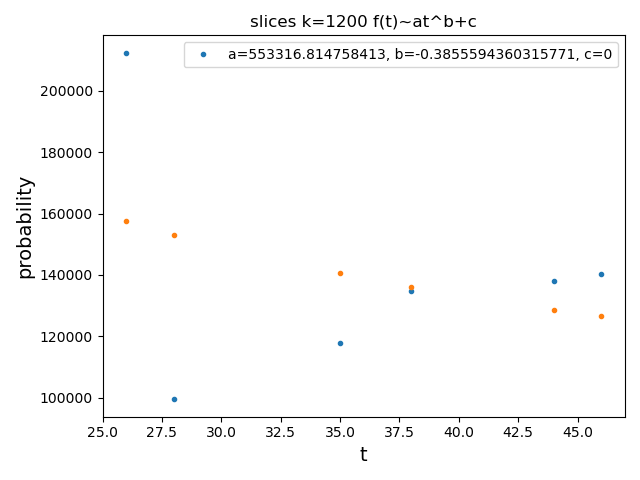 slices k=1200 f(t)~at^b+c
a=553316.814758413, b=-0.3855594360315771, c=0
probability
200000
180000
160000
140000
120000
100000
25.0 27.5 30.0 32.5 35.0 37.5 40.0 42.5 45.0
t